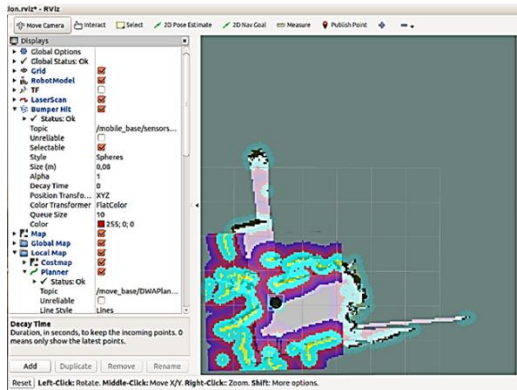 ion.rviz* - RViz
Move Camera Interact Select 2D Pose Estimate 2D Nav Goal Measure Publish Point
Displays
Global Options
Global Status: Ok
Grid
RobotModel
TF
LaserScan
Bumper Hit
Status: Ok
Topic /mobile_base/sensors...
Unreliable
Selectable
Style Spheres
Size (m) 0,08
Alpha 1
Decay Time 0
Position Transfo... XYZ
Color Transformer FlatColor
Queue Size 10
Color 255; 0; 0
Map
Global Map
Local Map
Costmap
Planner
Status: Ok
Topic /move_base/DWAPlan...
Unreliable
Line Style Lines
Decay Time
Duration, in seconds, to keep the incoming points. 0
means only show the latest points.
Add Duplicate Remove Rename
Reset Left-Click: Rotate. Middle-Click: Move X/Y. Right-Click: Zoom. Shift: More options.